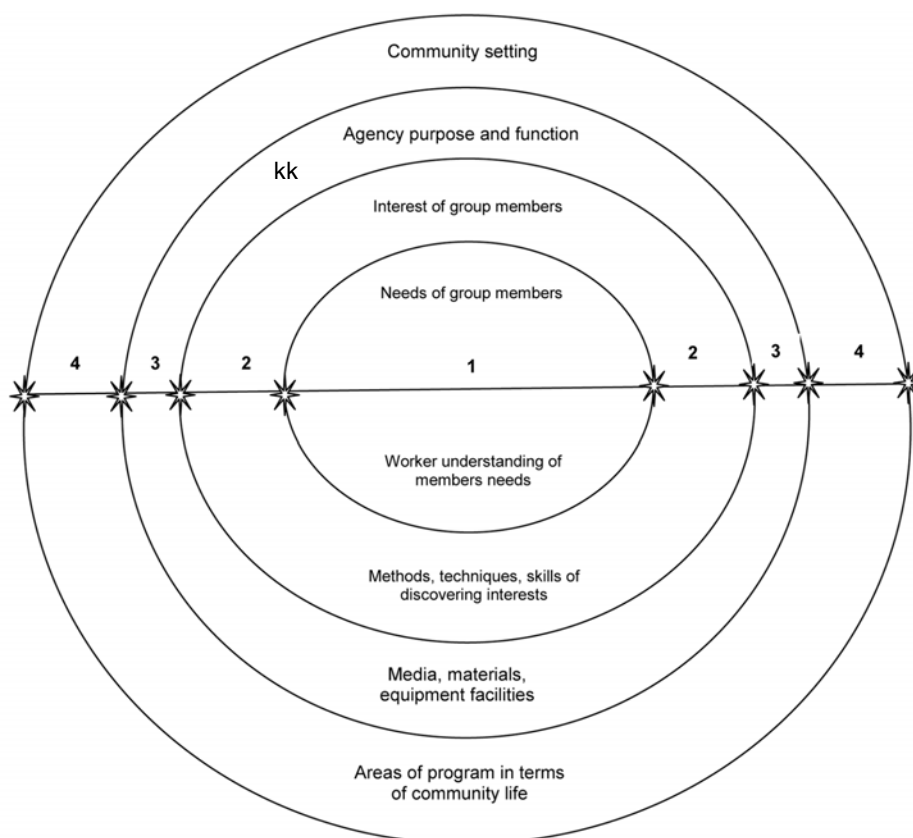 Community setting
Agency purpose and function
kk
Interest of group members
Needs of group members
4 3 2 1 2 3 4
Worker understanding of
members needs
Methods, techniques, skills of
discovering interests
Media, materials,
equipment facilities
Areas of program in terms
of community life